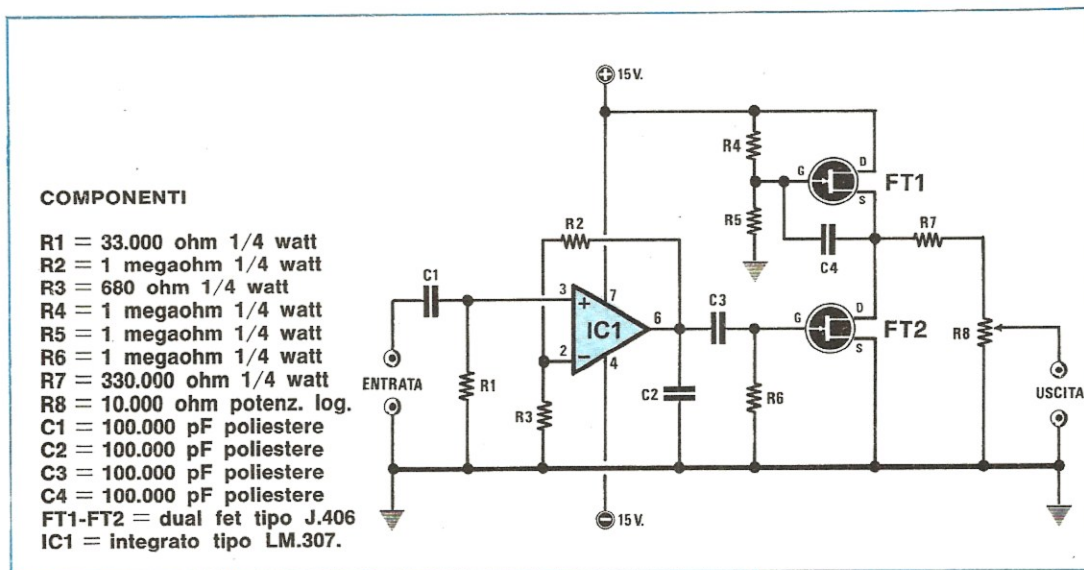 COMPONENTI
R1 = 33.000 ohm 1/4 watt
R2 = 1 megaohm 1/4 watt
R3 = 680 ohm 1/4 watt
R4 = 1 megaohm 1/4 watt
R5 = 1 megaohm 1/4 watt
R6 = 1 megaohm 1/4 watt
R7 = 330.000 ohm 1/4 watt
R8 = 10.000 ohm potenz. log.
C1 = 100.000 pF poliestere
C2 = 100.000 pF poliestere
C3 = 100.000 pF poliestere
C4 = 100.000 pF poliestere
FT1-FT2 = dual fet tipo J.406
IC1 = integrato tipo LM.307.
+ 15V.
R4
G
D
S
FT1
R2
R5
C4
R7
C1
3
+
7
IC1
6
2
−
4
C3
G
D
S
FT2
R8
ENTRATA
R1
R3
C2
R6
USCITA
− 15V.